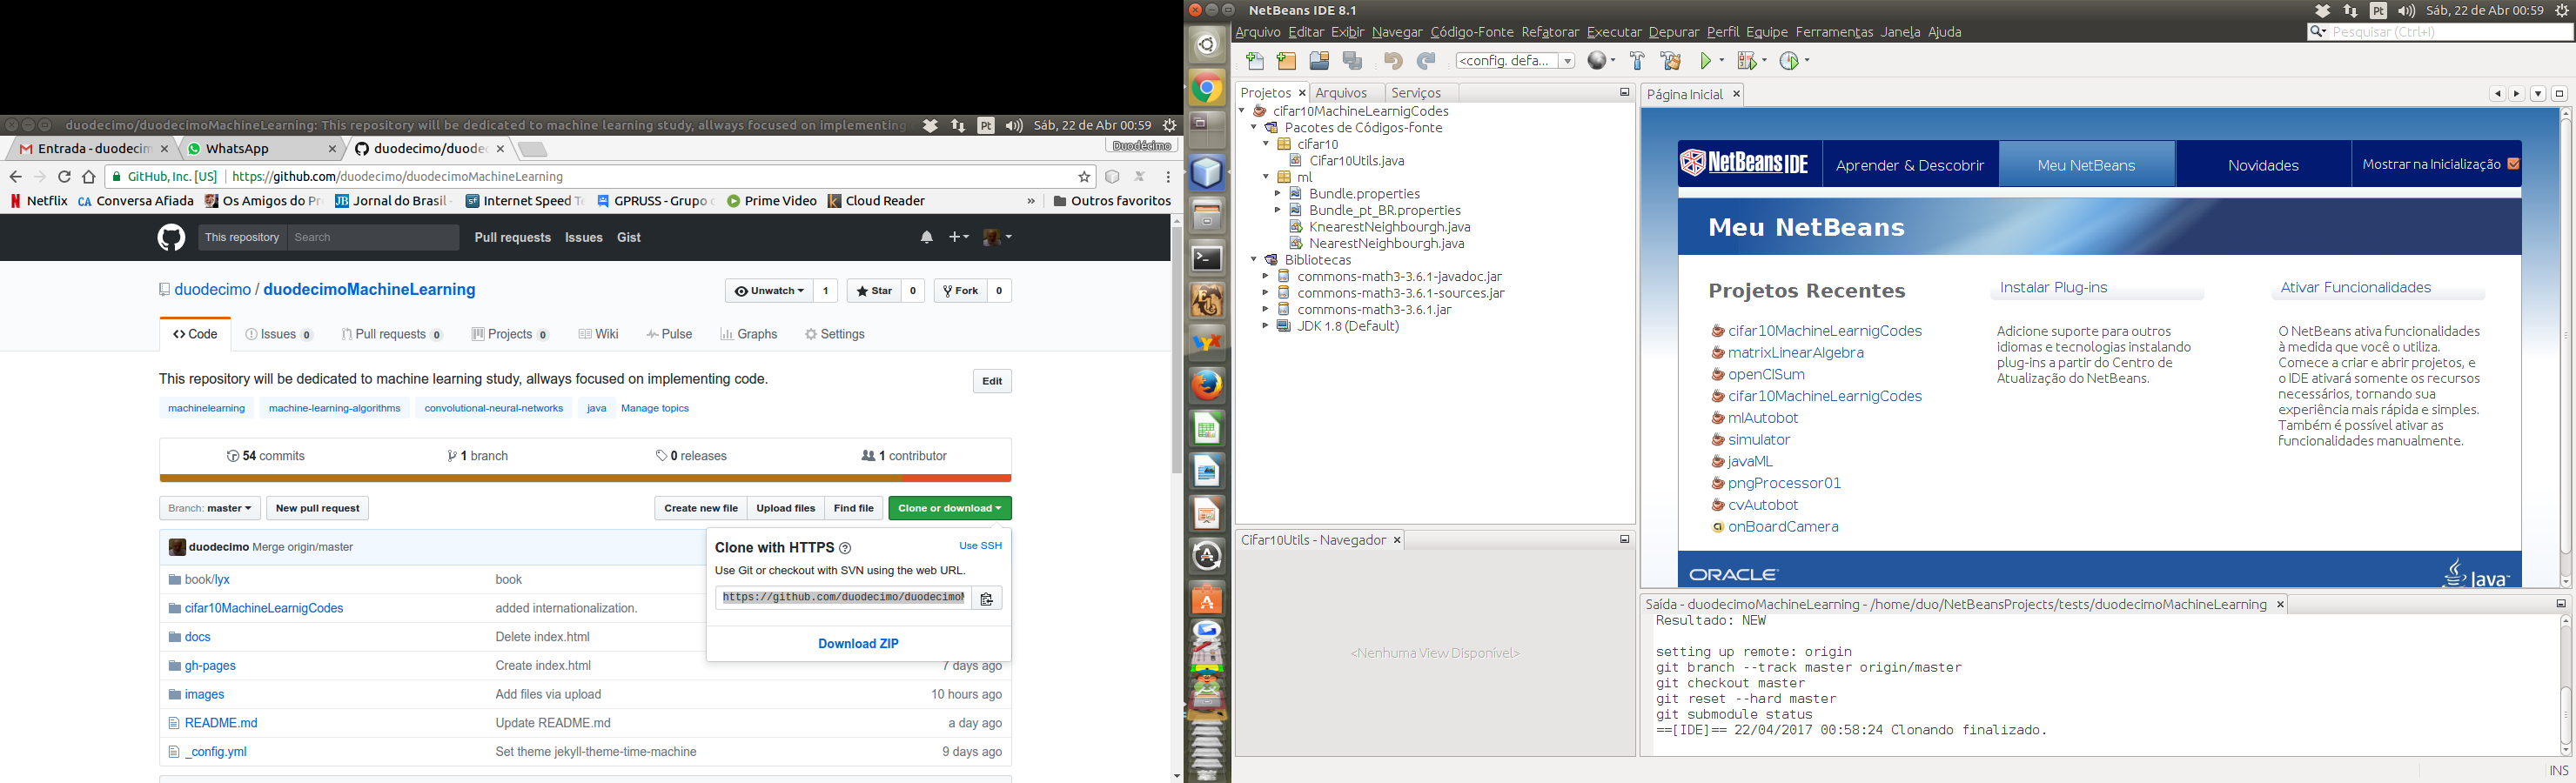 duodecimo/duodecimoMachineLearning: This repository will be dedicated to machine learning study, allways focused on implementing
Pt
Sáb, 22 de Abr 00:59
Entrada - duodecim
WhatsApp
duodecimo/duodec
Duodécimo
GitHub, Inc. [US]
https://github.com/duodecimo/duodecimoMachineLearning
Netflix
Conversa Afiada
Os Amigos do Pr
Jornal do Brasil -
Internet Speed Te
GPRUSS - Grupo
Prime Video
Cloud Reader
»
Outros favoritos
This repository
Search
Pull requests
Issues
Gist
duodecimo / duodecimoMachineLearning
Unwatch 1
Star 0
Fork 0
Code
Issues 0
Pull requests 0
Projects 0
Wiki
Pulse
Graphs
Settings
This repository will be dedicated to machine learning study, allways focused on implementing code.
Edit
machinelearning
machine-learning-algorithms
convolutional-neural-networks
java
Manage topics
54 commits
1 branch
0 releases
1 contributor
Branch: master
New pull request
Create new file
Upload files
Find file
Clone or download
duodecimo Merge origin/master
Clone with HTTPS
Use SSH
Use Git or checkout with SVN using the web URL.
https://github.com/duodecimo/duodecimoM
Download ZIP
book/lyx
book
cifar10MachineLearnigCodes
added internationalization.
docs
Delete index.html
gh-pages
Create index.html
7 days ago
images
Add files via upload
10 hours ago
README.md
Update README.md
a day ago
_config.yml
Set theme jekyll-theme-time-machine
9 days ago
NetBeans IDE 8.1
Pt
Sáb, 22 de Abr 00:59
Arquivo Editar Exibir Navegar Código-Fonte Refatorar Executar Depurar Perfil Equipe Ferramentas Janela Ajuda
Pesquisar (Ctrl+I)
<config. defa...
Projetos
Arquivos
Serviços
cifar10MachineLearnigCodes
Pacotes de Códigos-fonte
cifar10
Cifar10Utils.java
ml
Bundle.properties
Bundle_pt_BR.properties
KnearestNeighbourgh.java
NearestNeighbourgh.java
Bibliotecas
commons-math3-3.6.1-javadoc.jar
commons-math3-3.6.1-sources.jar
commons-math3-3.6.1.jar
JDK 1.8 (Default)
Cifar10Utils - Navegador
<Nenhuma View Disponível>
Página Inicial
NetBeans IDE
Aprender & Descobrir
Meu NetBeans
Novidades
Mostrar na Inicialização
Meu NetBeans
Projetos Recentes
cifar10MachineLearnigCodes
matrixLinearAlgebra
openClSum
cifar10MachineLearnigCodes
mlAutobot
simulator
javaML
pngProcessor01
cvAutobot
onBoardCamera
Instalar Plug-ins
Adicione suporte para outros
idiomas e tecnologias instalando
plug-ins a partir do Centro de
Atualização do NetBeans.
Ativar Funcionalidades
O NetBeans ativa funcionalidades
à medida que você o utiliza.
Comece a criar e abrir projetos, e
o IDE ativará somente os recursos
necessários, tornando sua
experiência mais rápida e simples.
Também é possível ativar as
funcionalidades manualmente.
ORACLE
Java
Saída - duodecimoMachineLearning - /home/duo/NetBeansProjects/tests/duodecimoMachineLearning
Resultado: NEW
setting up remote: origin
git branch --track master origin/master
git checkout master
git reset --hard master
git submodule status
==[IDE]== 22/04/2017 00:58:24 Clonando finalizado.
INS